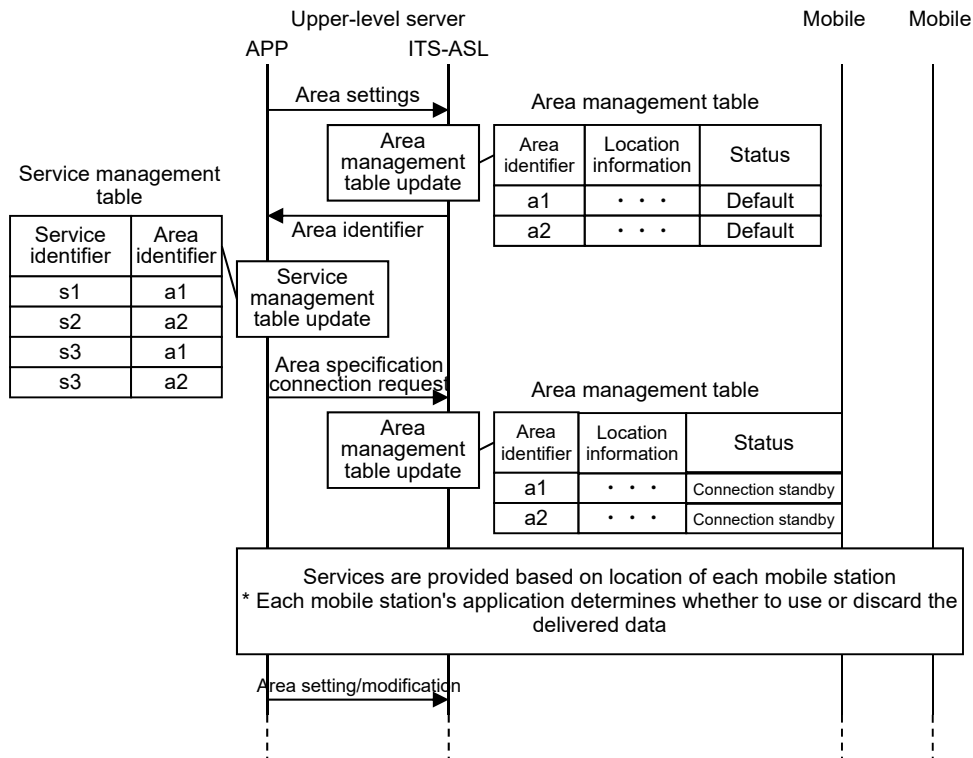 Upper-level server
Mobile
Mobile
APP
ITS-ASL
Area settings
Area management table
Area
management
table update
Area
identifier
Location
information
Status
a1
・・・
Default
a2
・・・
Default
Service management
table
Area identifier
Service
identifier
Area
identifier
s1
a1
s2
a2
s3
a1
s3
a2
Service
management
table update
Area specification
connection request
Area management table
Area
management
table update
Area
identifier
Location
information
Status
a1
・・・
Connection standby
a2
・・・
Connection standby
Services are provided based on location of each mobile station
* Each mobile station's application determines whether to use or discard the
delivered data
Area setting/modification